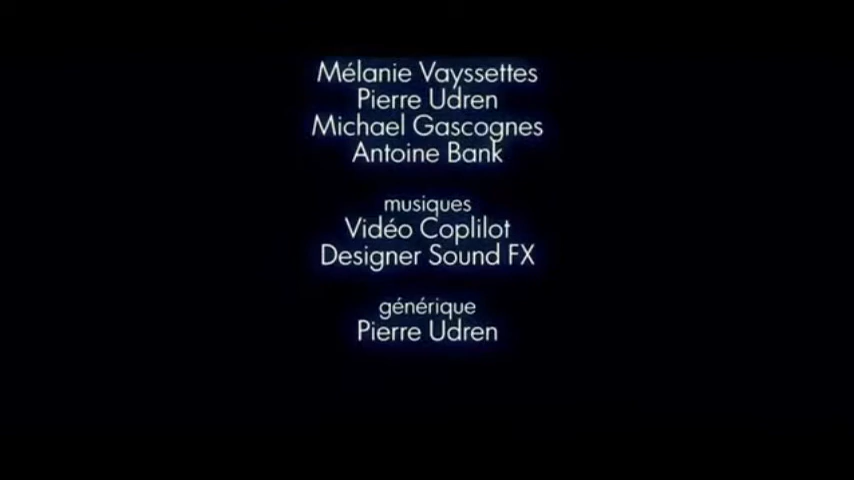 Mélanie Vayssettes
Pierre Udren
Michael Gascognes
Antoine Bank
musiques
Vidéo Coplilot
Designer Sound FX
générique
Pierre Udren